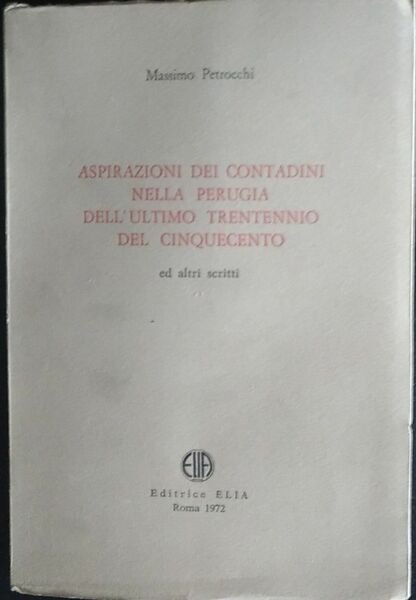 Massimo Petrocchi
ASPIRAZIONI DEI CONTADINI
NELLA PERUGIA
DELL'ULTIMO TRENTENNIO
DEL CINQUECENTO
ed altri scritti
ELIA
Editrice ELIA
Roma 1972